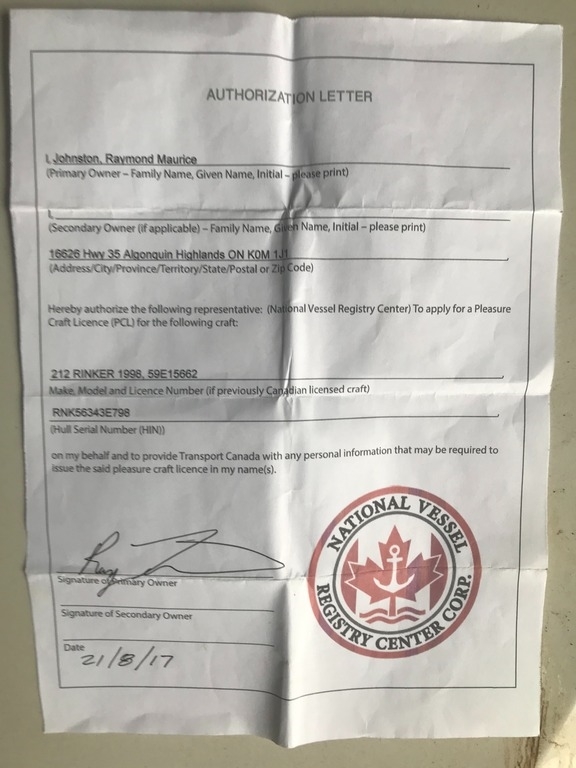 AUTHORIZATION LETTER
I, Johnston, Raymond Maurice
(Primary Owner – Family Name, Given Name, Initial – please print)
I,
(Secondary Owner (if applicable) – Family Name, Given Name, Initial – please print)
16626 Hwy 35 Algonquin Highlands ON K0M 1J1
(Address/City/Province/Territory/State/Postal or Zip Code)
Hereby authorize the following representative: (National Vessel Registry Center) To apply for a Pleasure
Craft Licence (PCL) for the following craft:
212 RINKER 1998, 59E15662
Make, Model and Licence Number (if previously Canadian licensed craft)
RNK56343E798
(Hull Serial Number (HIN))
on my behalf and to provide Transport Canada with any personal information that may be required to
issue the said pleasure craft licence in my name(s).
Ray
Signature of Primary Owner
Signature of Secondary Owner
Date
21/8/17
NATIONAL VESSEL
REGISTRY CENTER CORP.